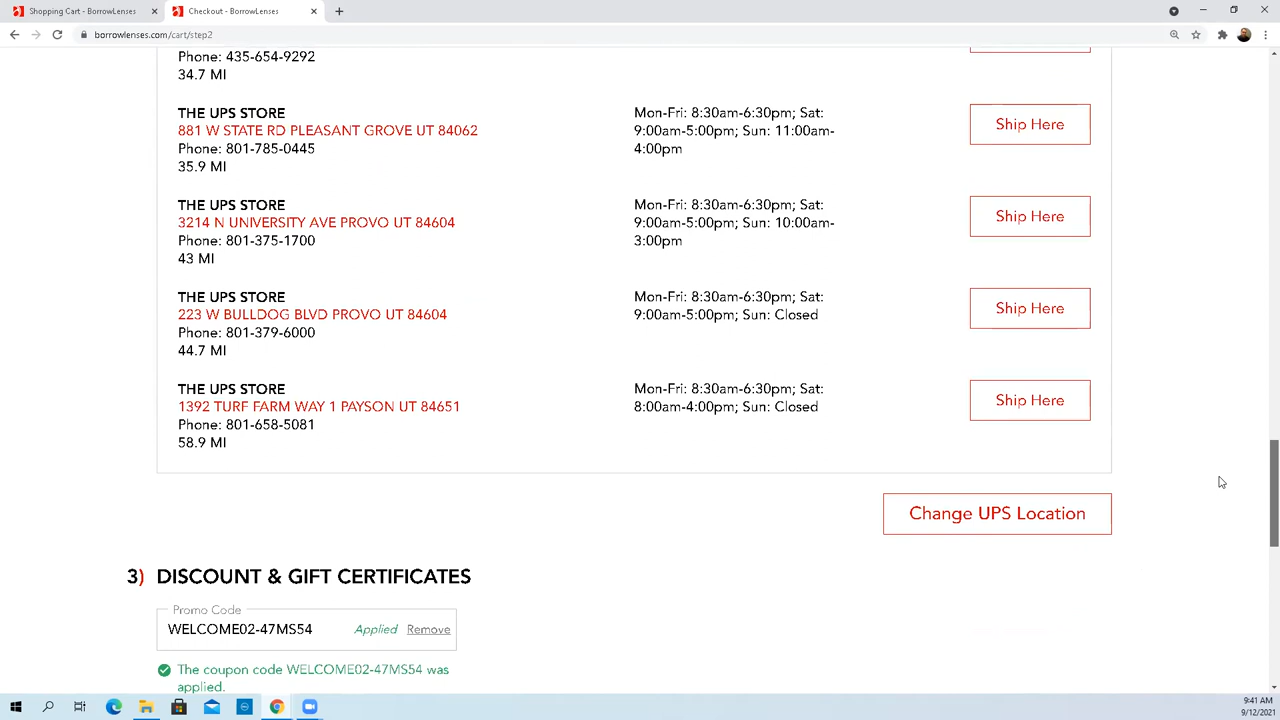 Shopping Cart - BorrowLenses
Checkout - BorrowLenses
borrowlenses.com/cart/step2
Phone: 435-654-9292
34.7 MI
THE UPS STORE
881 W STATE RD PLEASANT GROVE UT 84062
Phone: 801-785-0445
35.9 MI
Mon-Fri: 8:30am-6:30pm; Sat:
9:00am-5:00pm; Sun: 11:00am-
4:00pm
Ship Here
THE UPS STORE
3214 N UNIVERSITY AVE PROVO UT 84604
Phone: 801-375-1700
43 MI
Mon-Fri: 8:30am-6:30pm; Sat:
9:00am-5:00pm; Sun: 10:00am-
3:00pm
Ship Here
THE UPS STORE
223 W BULLDOG BLVD PROVO UT 84604
Phone: 801-379-6000
44.7 MI
Mon-Fri: 8:30am-6:30pm; Sat:
9:00am-5:00pm; Sun: Closed
Ship Here
THE UPS STORE
1392 TURF FARM WAY 1 PAYSON UT 84651
Phone: 801-658-5081
58.9 MI
Mon-Fri: 8:30am-6:30pm; Sat:
8:00am-4:00pm; Sun: Closed
Ship Here
Change UPS Location
3) DISCOUNT & GIFT CERTIFICATES
Promo Code
WELCOME02-47MS54 Applied Remove
The coupon code WELCOME02-47MS54 was
applied.
9:41 AM
9/12/2021